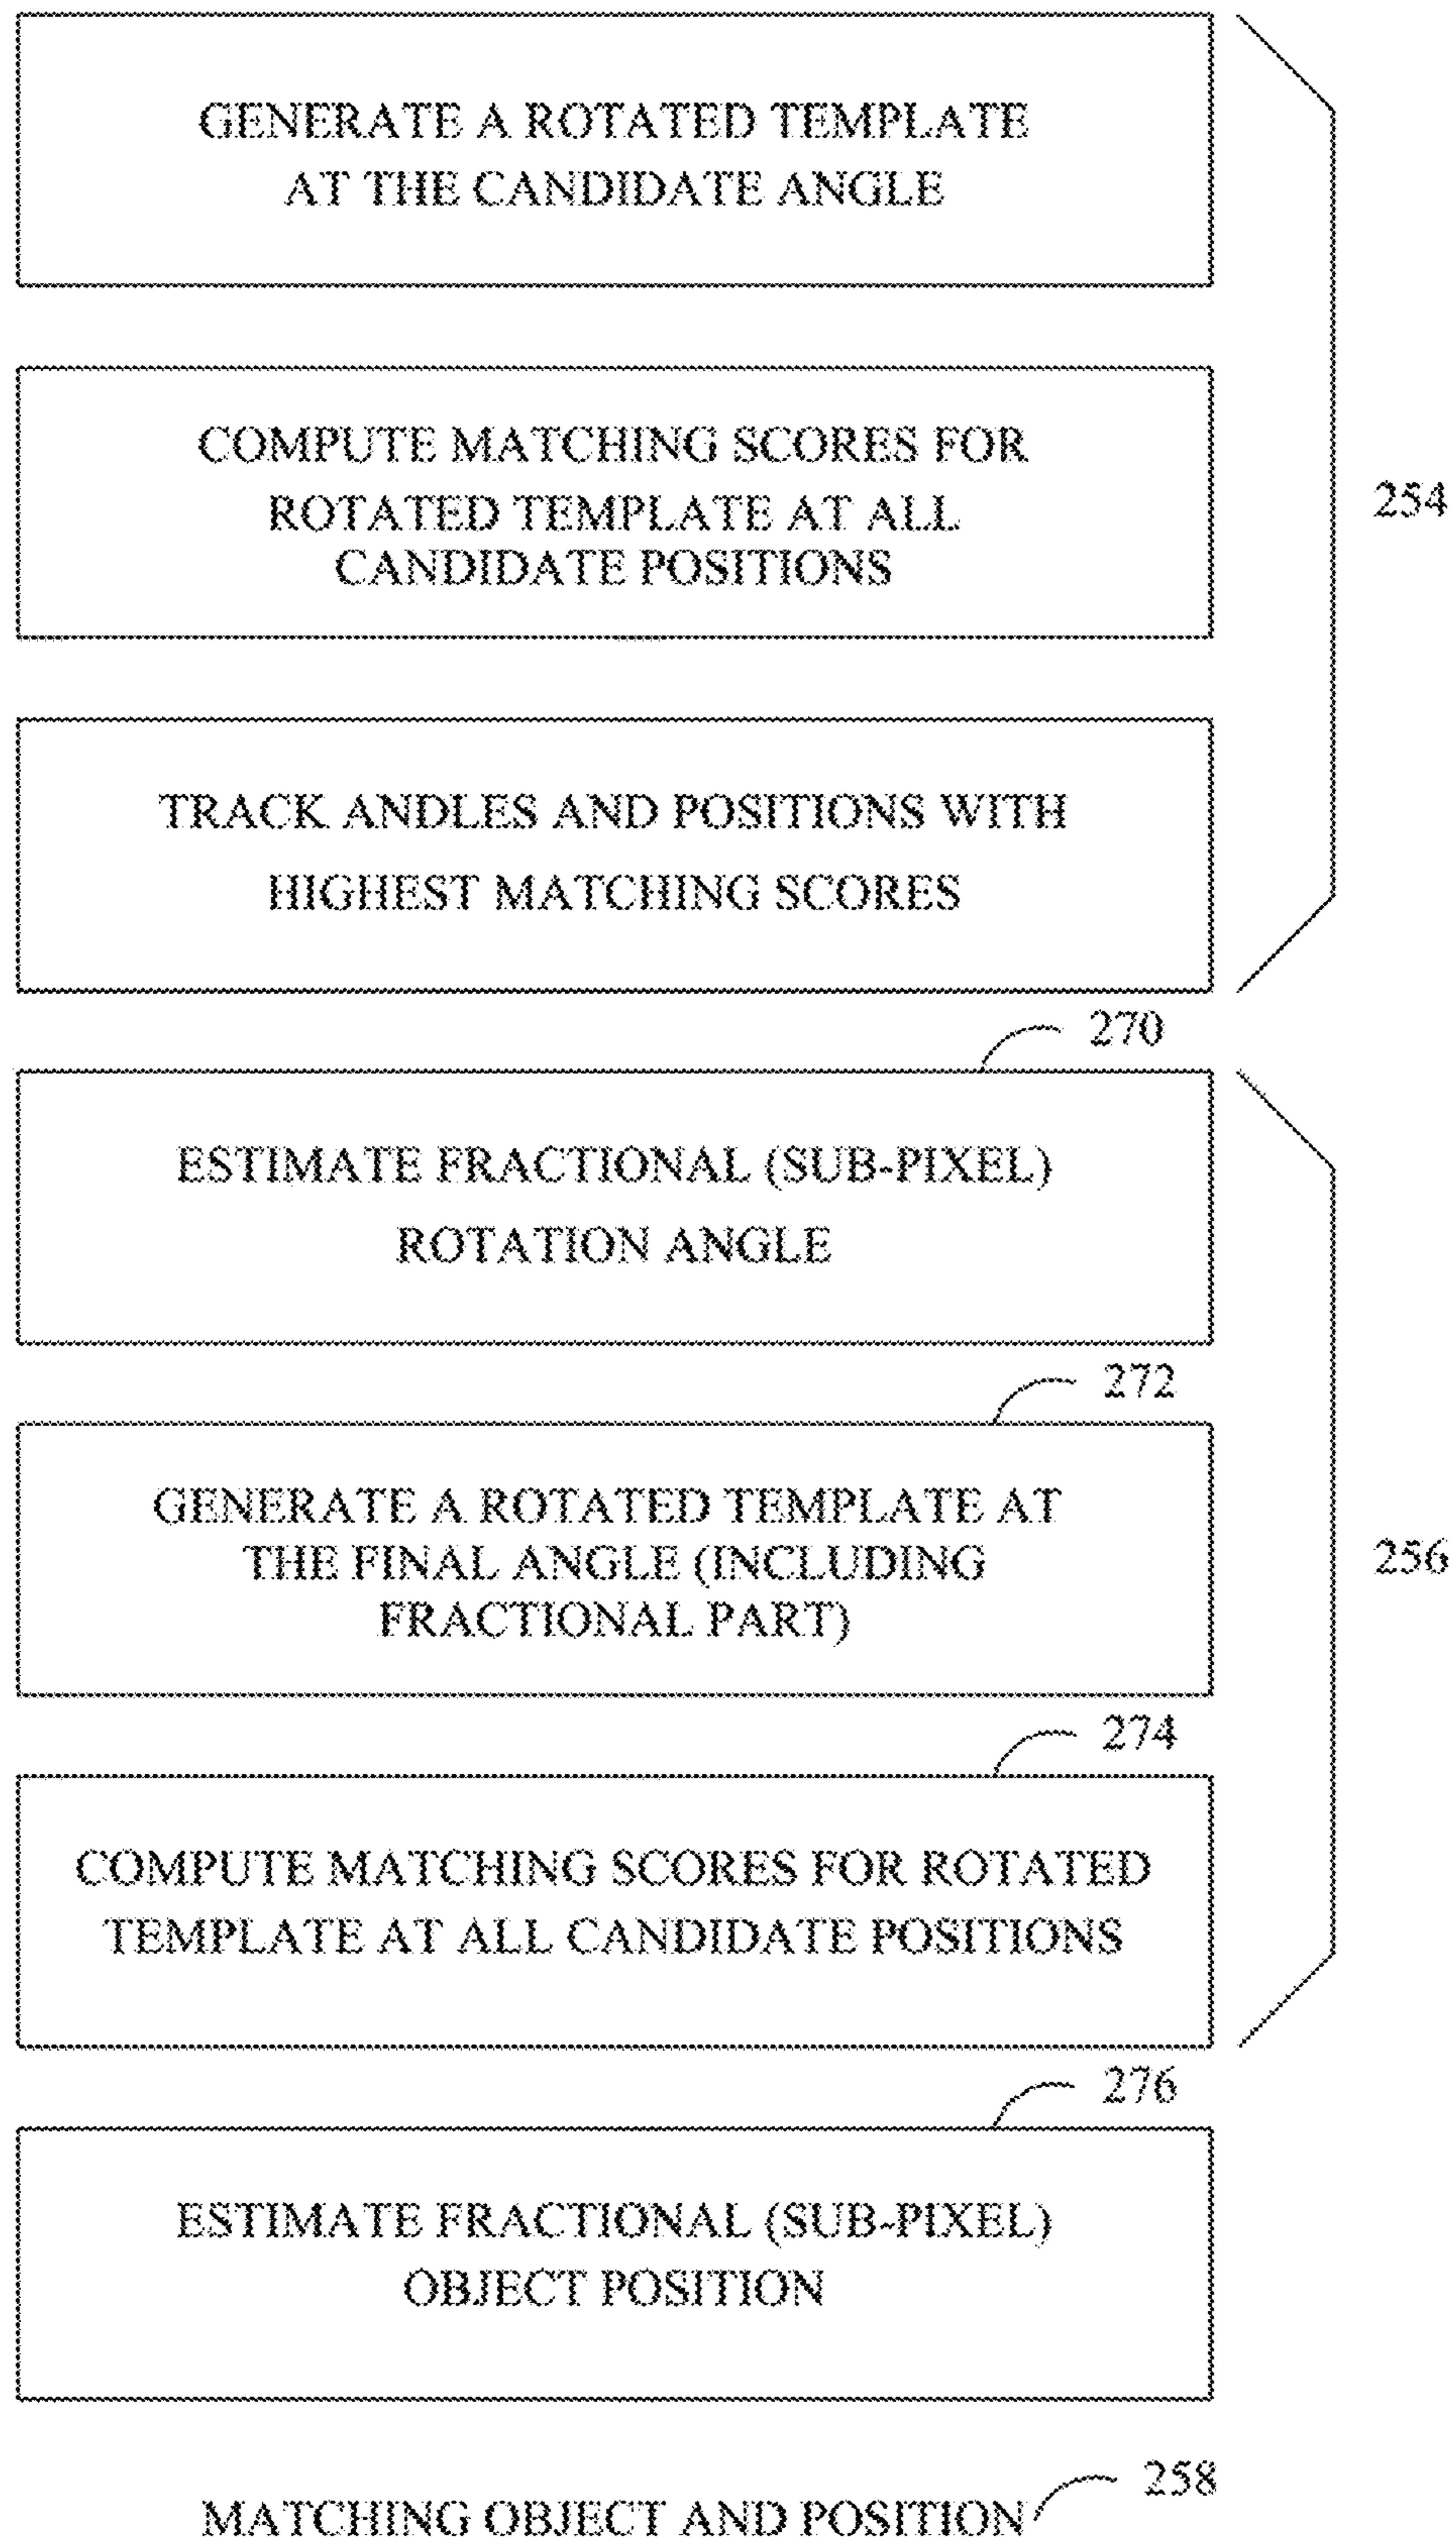 GENERATE A ROTATED TEMPLATE
AT THE CANDIDATE ANGLE
COMPUTE MATCHING SCORES FOR
ROTATED TEMPLATE AT ALL
CANDIDATE POSITIONS
254
TRACK ANDLES AND POSITIONS WITH
HIGHEST MATCHING SCORES
270
ESTIMATE FRACTIONAL (SUB-PIXEL)
ROTATION ANGLE
272
GENERATE A ROTATED TEMPLATE AT
THE FINAL ANGLE (INCLUDING
FRACTIONAL PART)
256
274
COMPUTE MATCHING SCORES FOR ROTATED
TEMPLATE AT ALL CANDIDATE POSITIONS
276
ESTIMATE FRACTIONAL (SUB-PIXEL)
OBJECT POSITION
258
MATCHING OBJECT AND POSITION